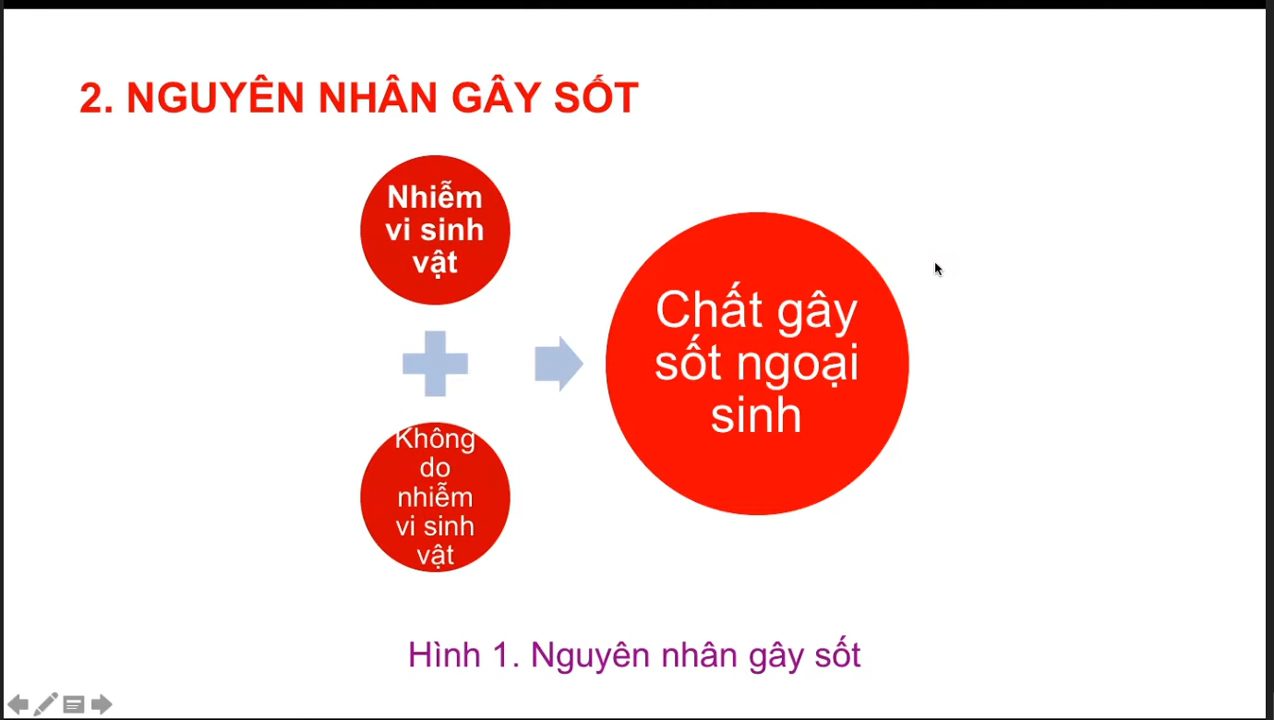 2. NGUYÊN NHÂN GÂY SỐT
Nhiễm
vi sinh
vật
Không
do
nhiễm
vi sinh
vật
Chất gây
sốt ngoại
sinh
Hình 1. Nguyên nhân gây sốt